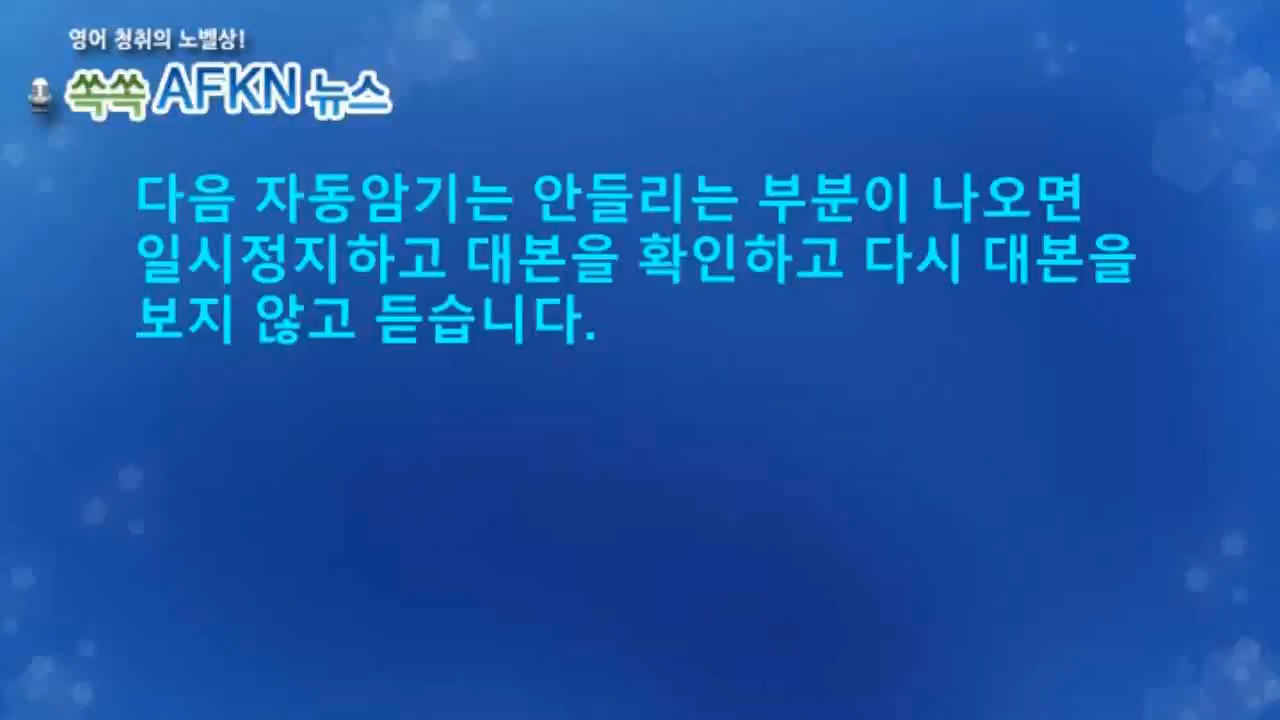 영어 청취의 노벨상!
쏙쏙 AFKN 뉴스
다음 자동암기는 안들리는 부분이 나오면
일시정지하고 대본을 확인하고 다시 대본을
보지 않고 듣습니다.